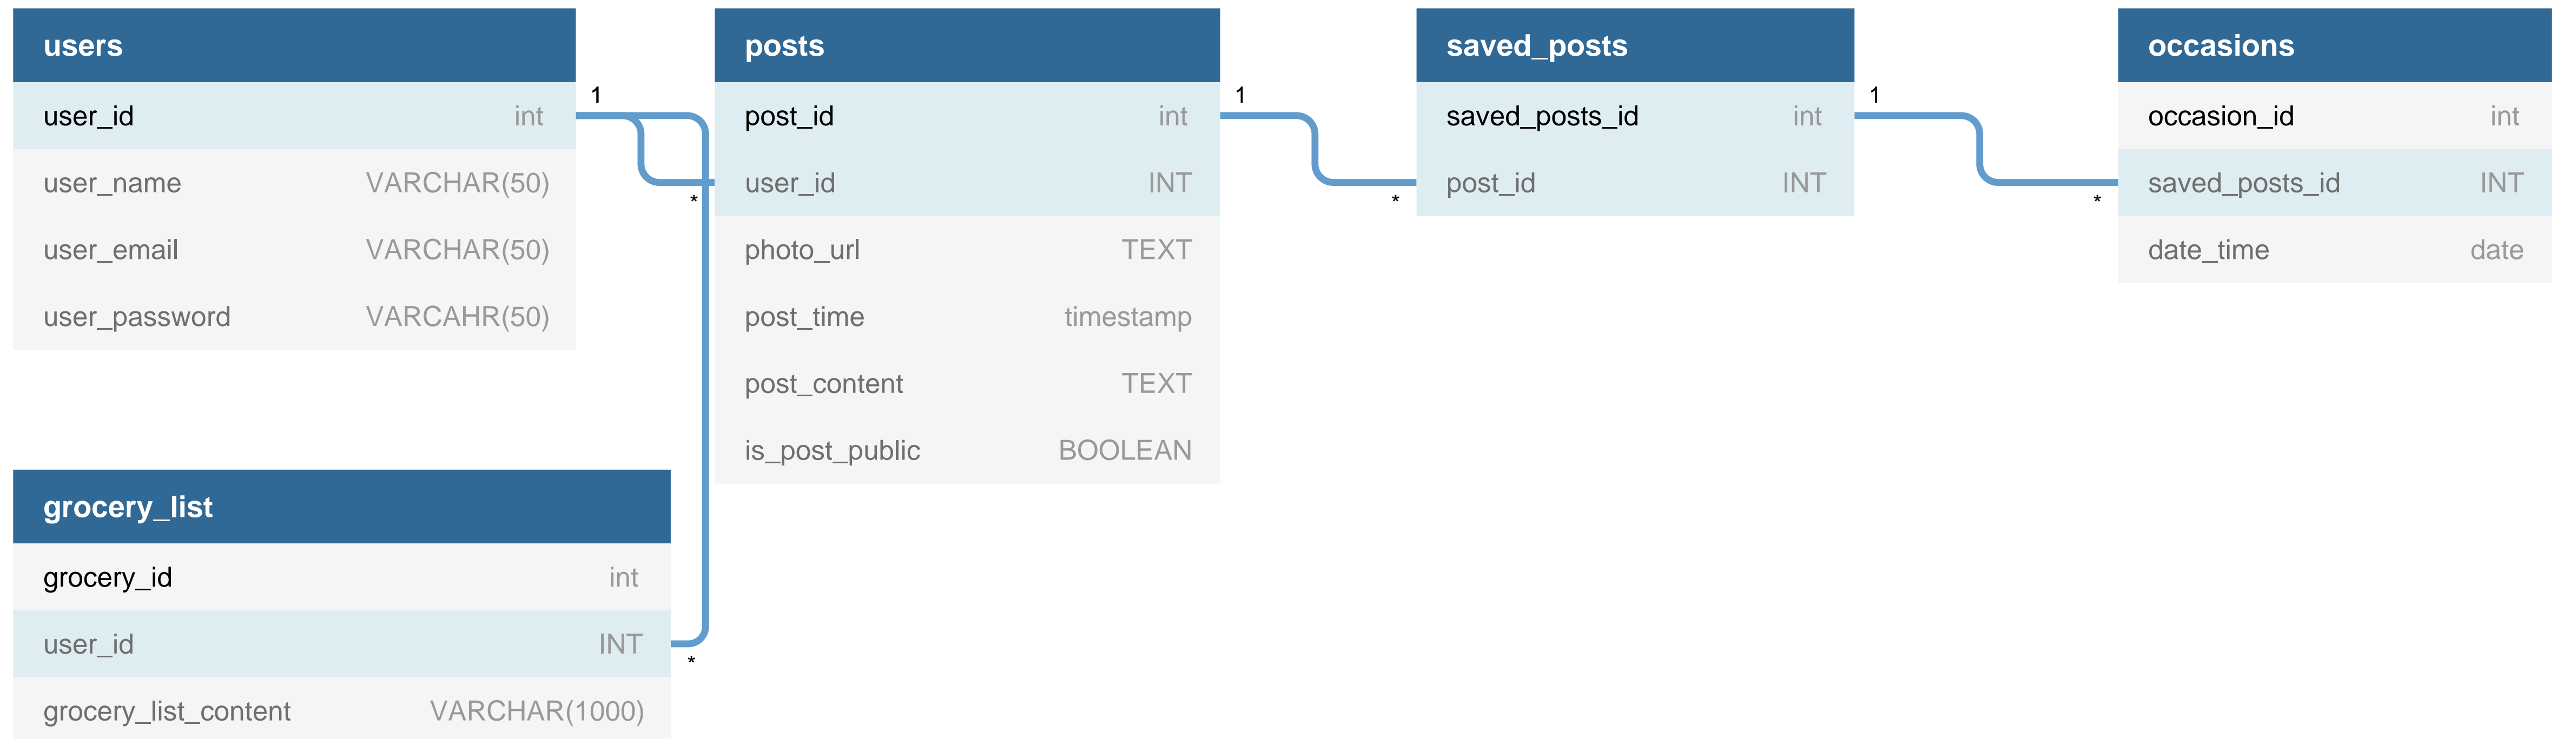 users
user_id int
user_name VARCHAR(50)
user_email VARCHAR(50)
user_password VARCAHR(50)
1
*
posts
post_id int
user_id INT
photo_url TEXT
post_time timestamp
post_content TEXT
is_post_public BOOLEAN
1
*
saved_posts
saved_posts_id int
post_id INT
1
*
occasions
occasion_id int
saved_posts_id INT
date_time date
grocery_list
grocery_id int
user_id INT
*
grocery_list_content VARCHAR(1000)